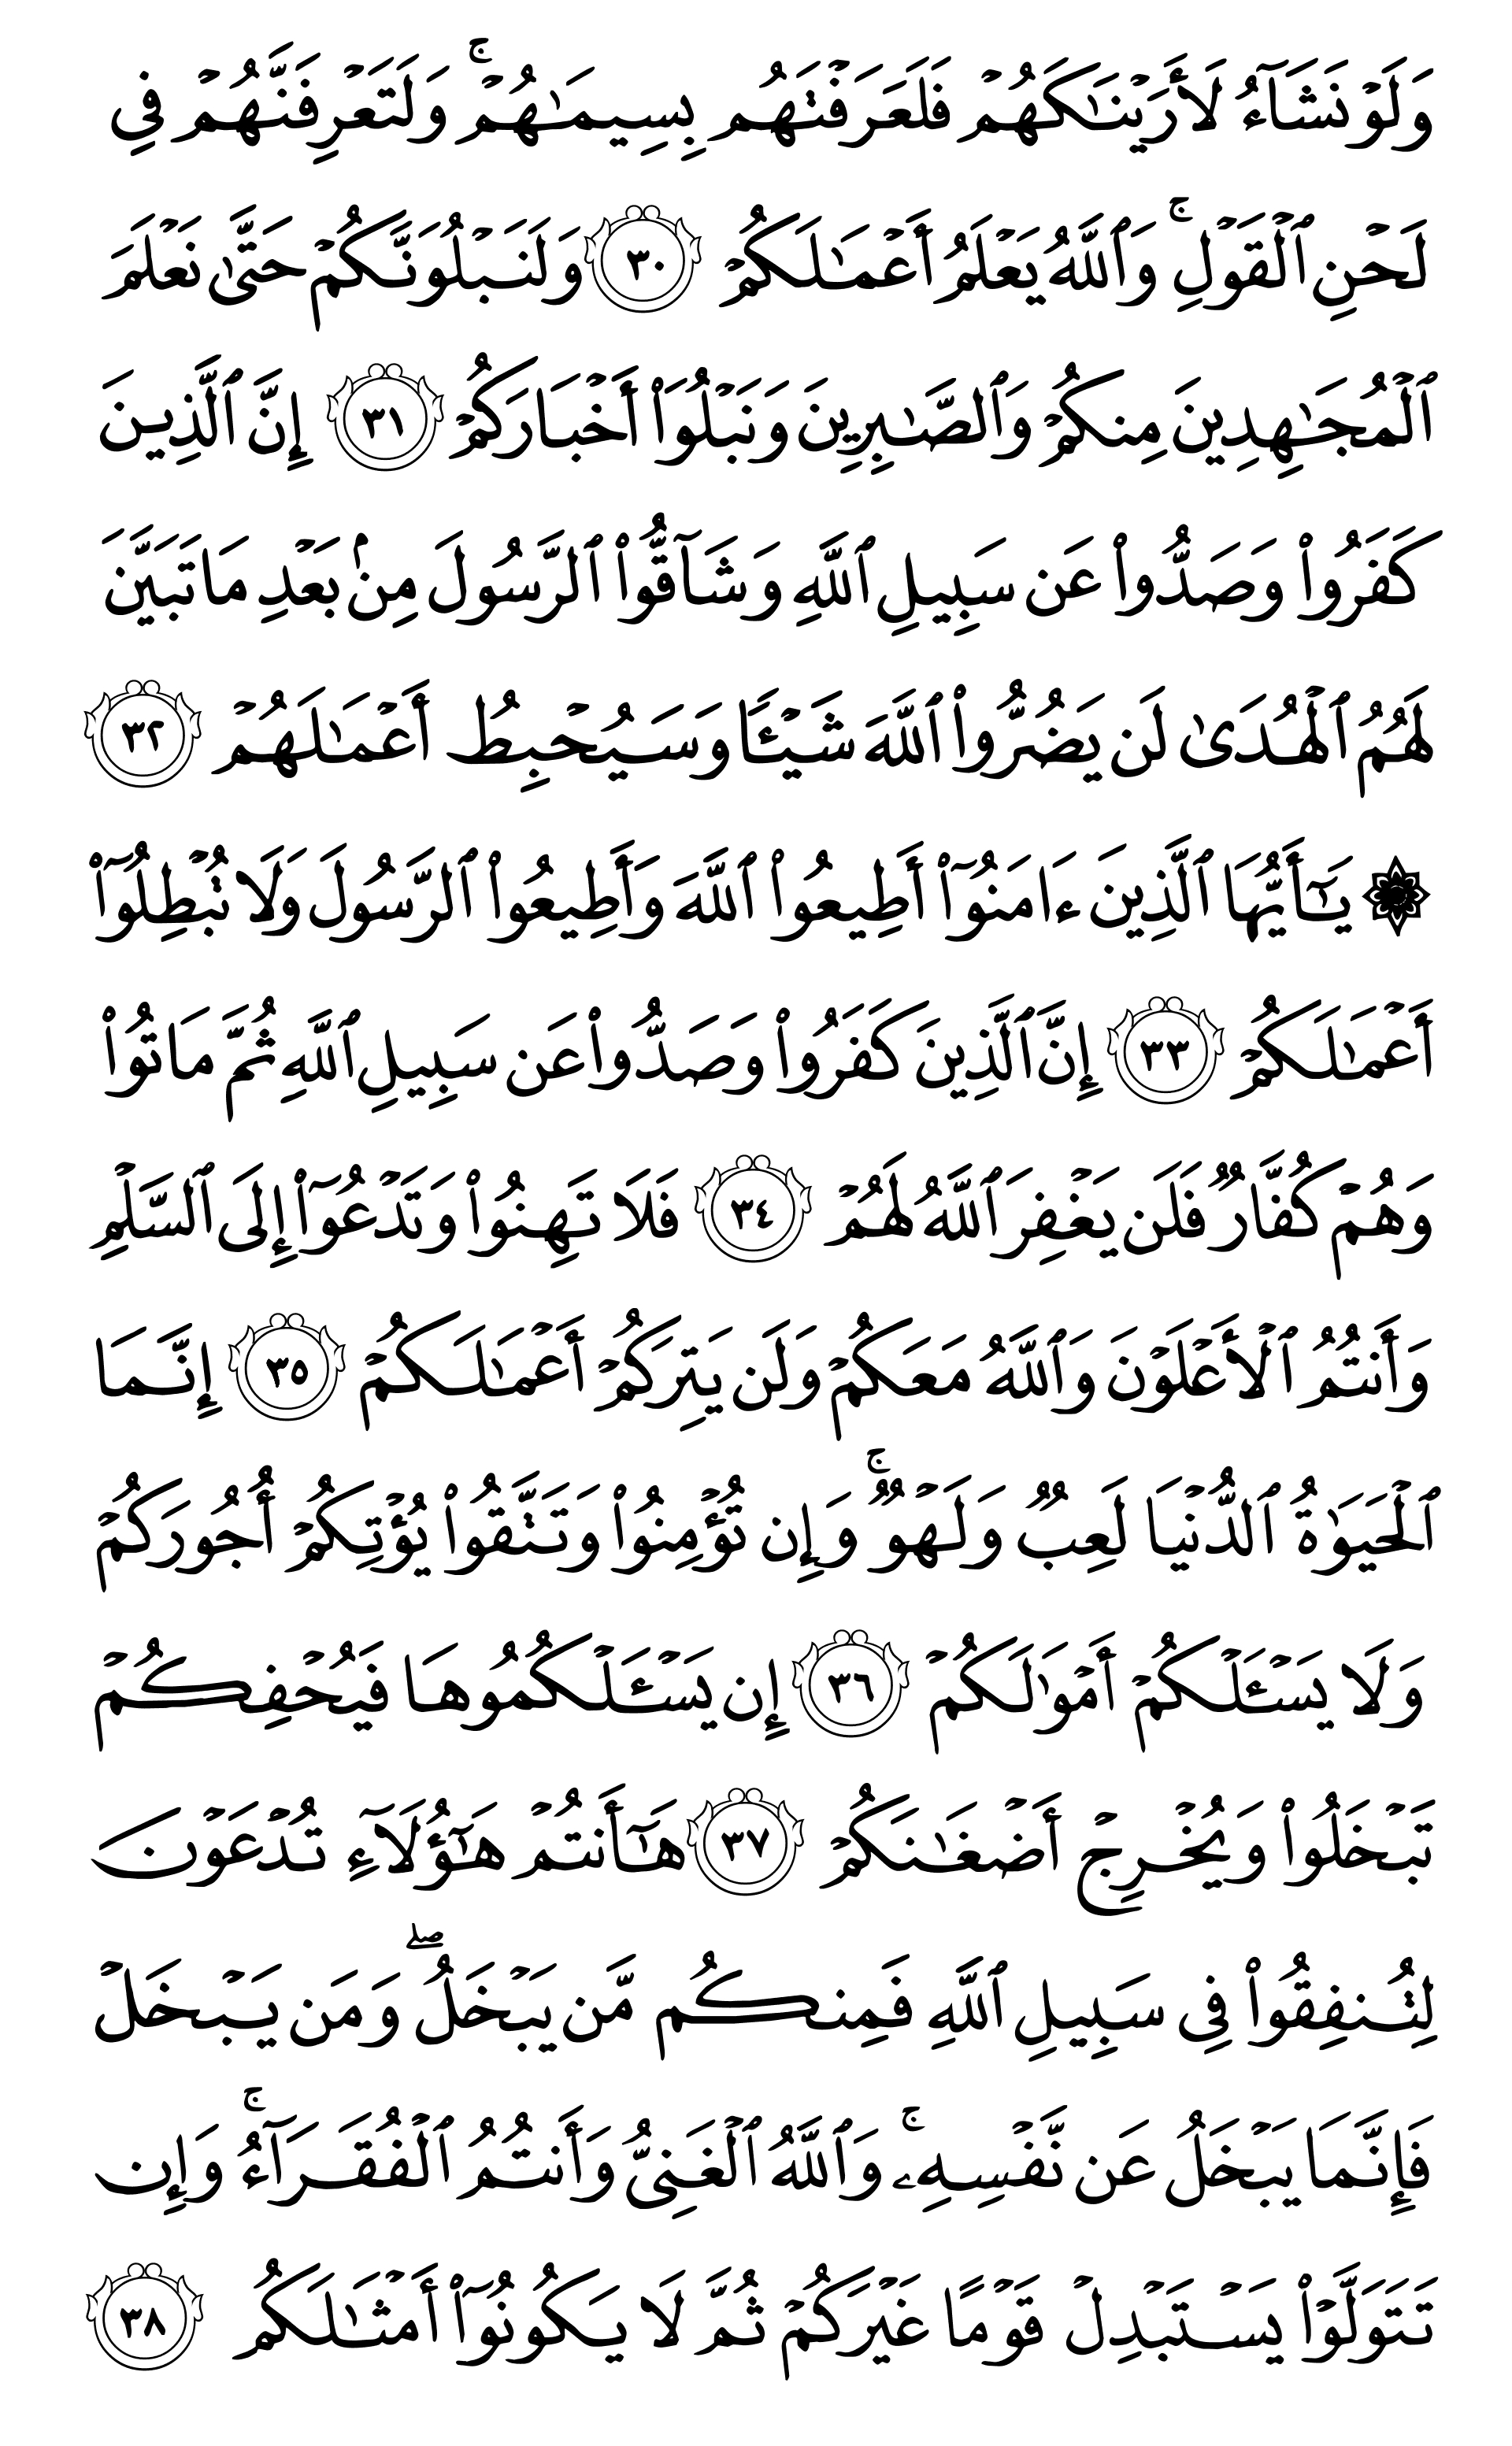 وَلَوْ نَشَآءُ لَأَرَيْنَٰكَهُمْ فَلَعَرَفْتَهُم بِسِيمَٰهُمْ ۚ وَلَتَعْرِفَنَّهُمْ فِى
لَحْنِ ٱلْقَوْلِ ۚ وَٱللَّهُ يَعْلَمُ أَعْمَٰلَكُمْ ٣٠ وَلَنَبْلُوَنَّكُمْ حَتَّىٰ نَعْلَمَ
ٱلْمُجَٰهِدِينَ مِنكُمْ وَٱلصَّٰبِرِينَ وَنَبْلُوَا۟ أَخْبَارَكُمْ ٣١ إِنَّ ٱلَّذِينَ
كَفَرُوا۟ وَصَدُّوا۟ عَن سَبِيلِ ٱللَّهِ وَشَآقُّوا۟ ٱلرَّسُولَ مِنۢ بَعْدِ مَا تَبَيَّنَ
لَهُمُ ٱلْهُدَىٰ لَن يَضُرُّوا۟ ٱللَّهَ شَيْـًٔا وَسَيُحْبِطُ أَعْمَٰلَهُمْ ٣٢
۞ يَٰٓأَيُّهَا ٱلَّذِينَ ءَامَنُوٓا۟ أَطِيعُوا۟ ٱللَّهَ وَأَطِيعُوا۟ ٱلرَّسُولَ وَلَا تُبْطِلُوٓا۟
أَعْمَٰلَكُمْ ٣٣ إِنَّ ٱلَّذِينَ كَفَرُوا۟ وَصَدُّوا۟ عَن سَبِيلِ ٱللَّهِ ثُمَّ مَاتُوا۟
وَهُمْ كُفَّارٌ فَلَن يَغْفِرَ ٱللَّهُ لَهُمْ ٣٤ فَلَا تَهِنُوا۟ وَتَدْعُوٓا۟ إِلَى ٱلسَّلْمِ
وَأَنتُمُ ٱلْأَعْلَوْنَ وَٱللَّهُ مَعَكُمْ وَلَن يَتِرَكُمْ أَعْمَٰلَكُمْ ٣٥ إِنَّمَا
ٱلْحَيَوٰةُ ٱلدُّنْيَا لَعِبٌ وَلَهْوٌ ۚ وَإِن تُؤْمِنُوا۟ وَتَتَّقُوا۟ يُؤْتِكُمْ أُجُورَكُمْ
وَلَا يَسْـَٔلْكُمْ أَمْوَٰلَكُمْ ٣٦ إِن يَسْـَٔلْكُمُوهَا فَيُحْفِكُمْ
تَبْخَلُوا۟ وَيُخْرِجْ أَضْغَٰنَكُمْ ٣٧ هَٰٓأَنتُمْ هَٰٓؤُلَآءِ تُدْعَوْنَ
لِتُنفِقُوا۟ فِى سَبِيلِ ٱللَّهِ فَمِنكُم مَّن يَبْخَلُ ۖ وَمَن يَبْخَلْ
فَإِنَّمَا يَبْخَلُ عَن نَّفْسِهِۦ ۚ وَٱللَّهُ ٱلْغَنِىُّ وَأَنتُمُ ٱلْفُقَرَآءُ ۚ وَإِن
تَتَوَلَّوْا۟ يَسْتَبْدِلْ قَوْمًا غَيْرَكُمْ ثُمَّ لَا يَكُونُوٓا۟ أَمْثَٰلَكُم ٣٨